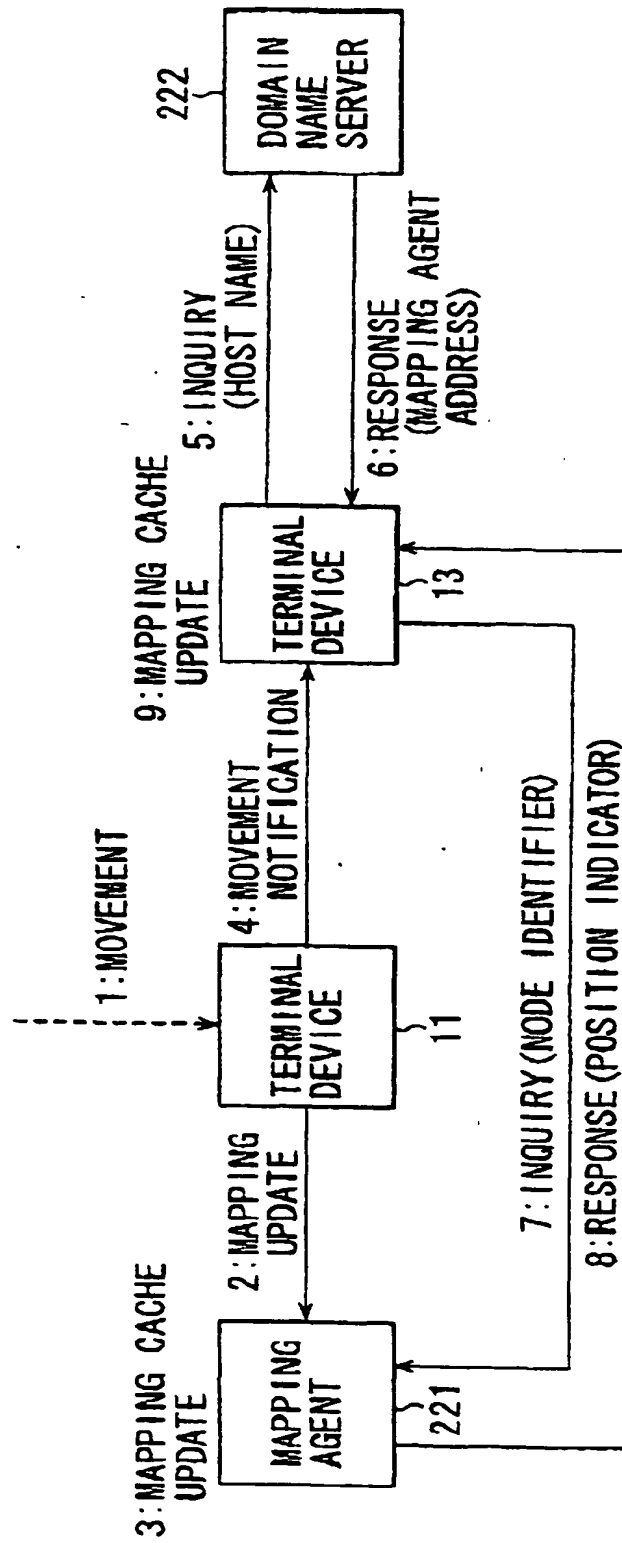 1:MOVEMENT
3:MAPPING CACHE
UPDATE
MAPPING
AGENT
221
2:MAPPING
UPDATE
TERMINAL
DEVICE
11
4:MOVEMENT
NOTIFICATION
9:MAPPING CACHE
UPDATE
TERMINAL
DEVICE
13
5:INQUIRY
(HOST NAME)
6:RESPONSE
(MAPPING AGENT
ADDRESS)
222
DOMAIN
NAME
SERVER
7:INQUIRY(NODE IDENTIFIER)
8:RESPONSE(POSITION INDICATOR)